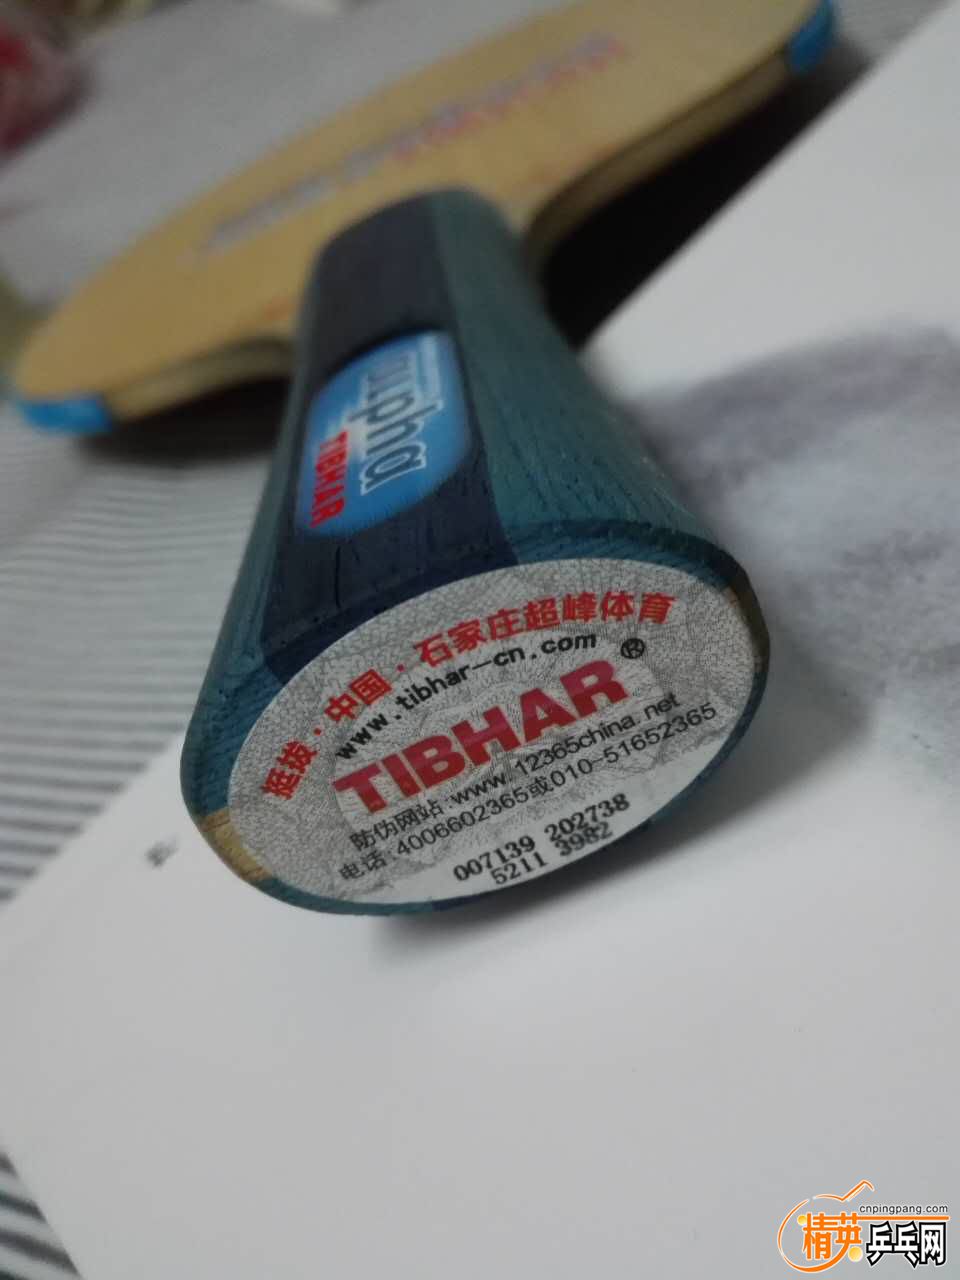 TIBHAR
挺拔·中国·石家庄超峰体育
www.tibhar-cn.com
TIBHAR®
防伪网站:www.12365china.net
电话:4006602365或010-51652365
007139 202738
5211 3982
cnpingpang.com
精英乒乓网